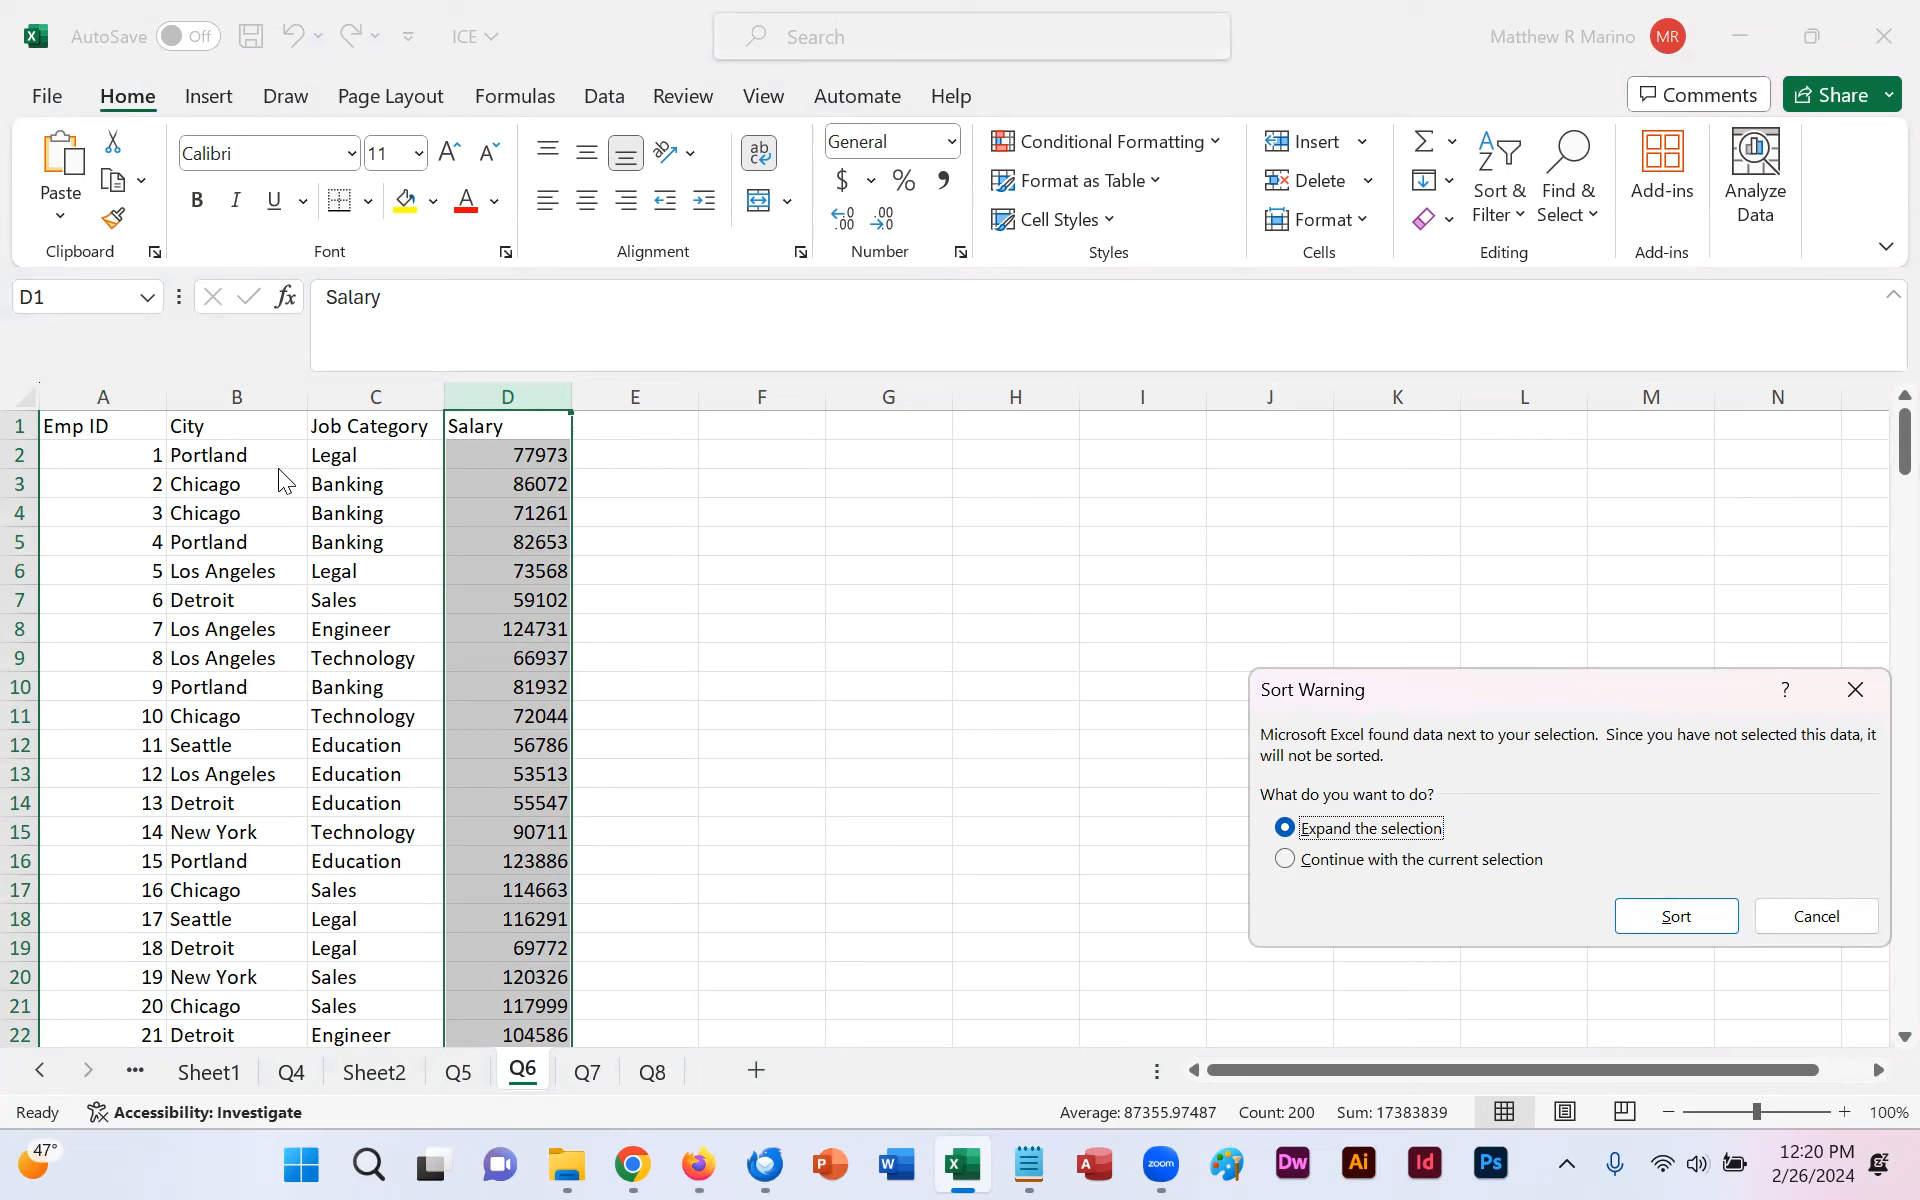 AutoSave Off ICE Search Matthew R Marino MR
File Home Insert Draw Page Layout Formulas Data Review View Automate Help Comments Share
Paste
Clipboard
Calibri 11
B I U A
Font
ab
Alignment
General
$ % ,
Number
Conditional Formatting
Format as Table
Cell Styles
Styles
Insert
Delete
Format
Cells
Sort &
Filter
Find &
Select
Editing
Add-ins
Add-ins
Analyze
Data
D1 fx Salary
A B C D E F G H I J K L M N
1 Emp ID City Job Category Salary
2 1 Portland Legal 77973
3 2 Chicago Banking 86072
4 3 Chicago Banking 71261
5 4 Portland Banking 82653
6 5 Los Angeles Legal 73568
7 6 Detroit Sales 59102
8 7 Los Angeles Engineer 124731
9 8 Los Angeles Technology 66937
10 9 Portland Banking 81932
11 10 Chicago Technology 72044
12 11 Seattle Education 56786
13 12 Los Angeles Education 53513
14 13 Detroit Education 55547
15 14 New York Technology 90711
16 15 Portland Education 123886
17 16 Chicago Sales 114663
18 17 Seattle Legal 116291
19 18 Detroit Legal 69772
20 19 New York Sales 120326
21 20 Chicago Sales 117999
22 21 Detroit Engineer 104586
Sort Warning ?
Microsoft Excel found data next to your selection. Since you have not selected this data, it
will not be sorted.
What do you want to do?
Expand the selection
Continue with the current selection
Sort Cancel
Sheet1 Q4 Sheet2 Q5 Q6 Q7 Q8
Ready Accessibility: Investigate Average: 87355.97487 Count: 200 Sum: 17383839 100%
47° zoom Dw Ai Id Ps 12:20 PM
2/26/2024